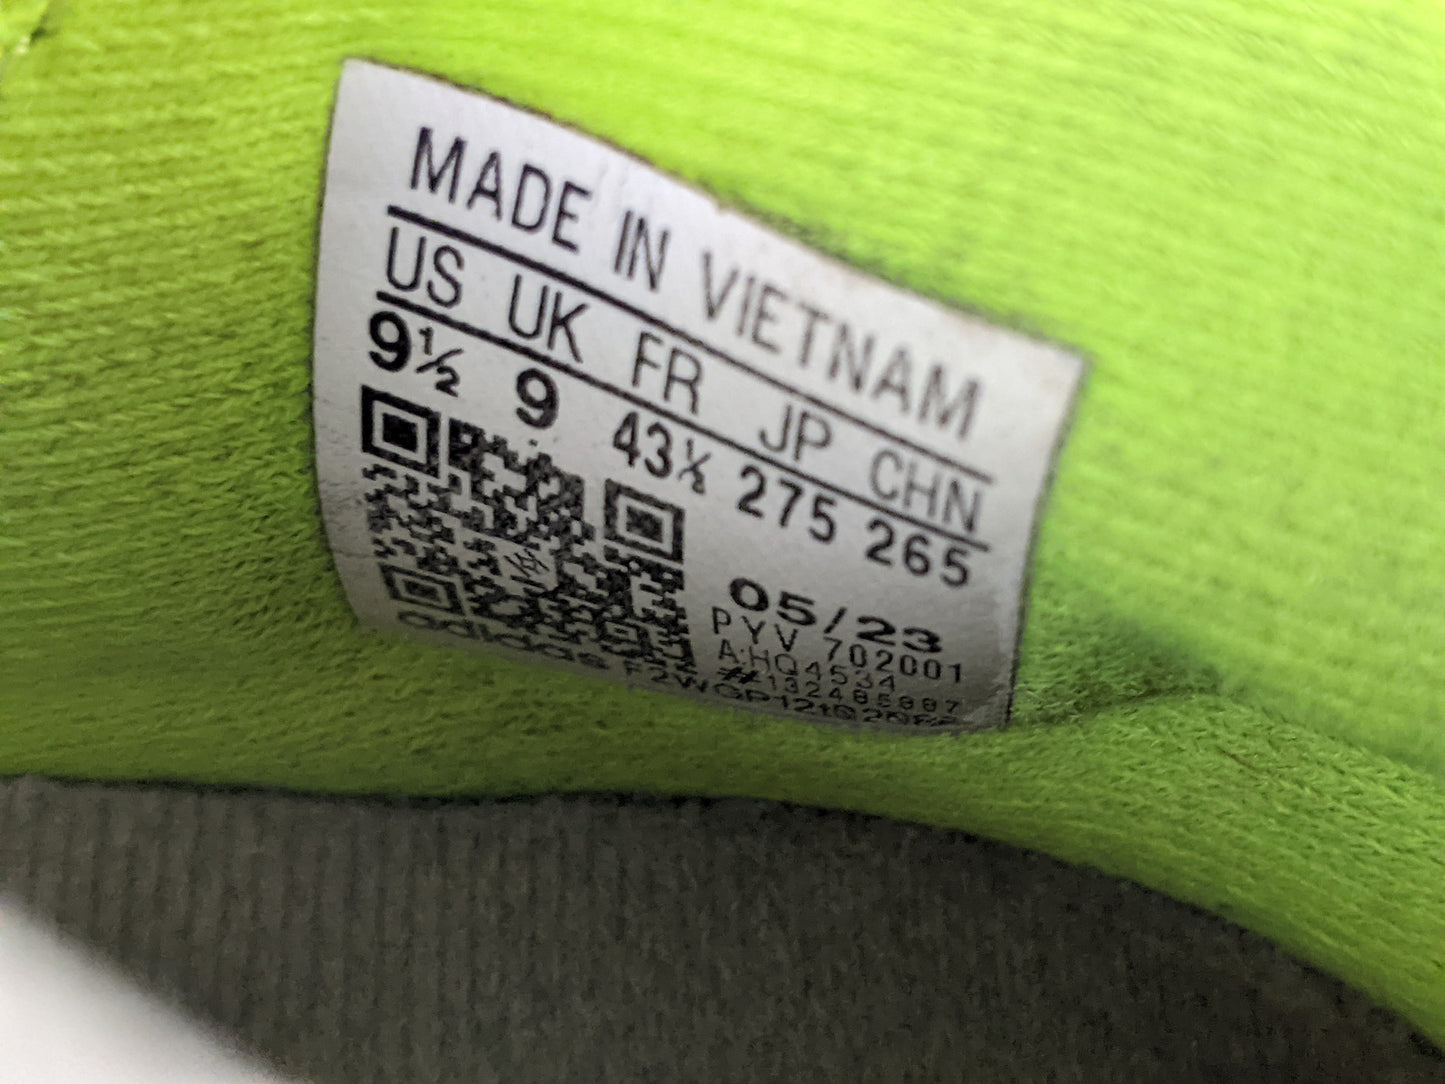 MADE IN VIETNAM
US UK FR JP CHN
9½ 9 43½ 275 265
05/23
PYV 702001
A:HQ4534
adidas